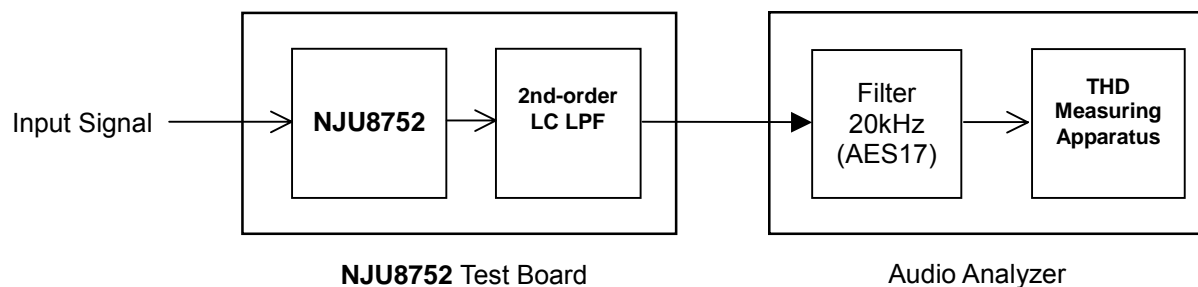 Input Signal
NJU8752
2nd-order
LC LPF
Filter
20kHz
(AES17)
THD
Measuring
Apparatus
NJU8752 Test Board
Audio Analyzer